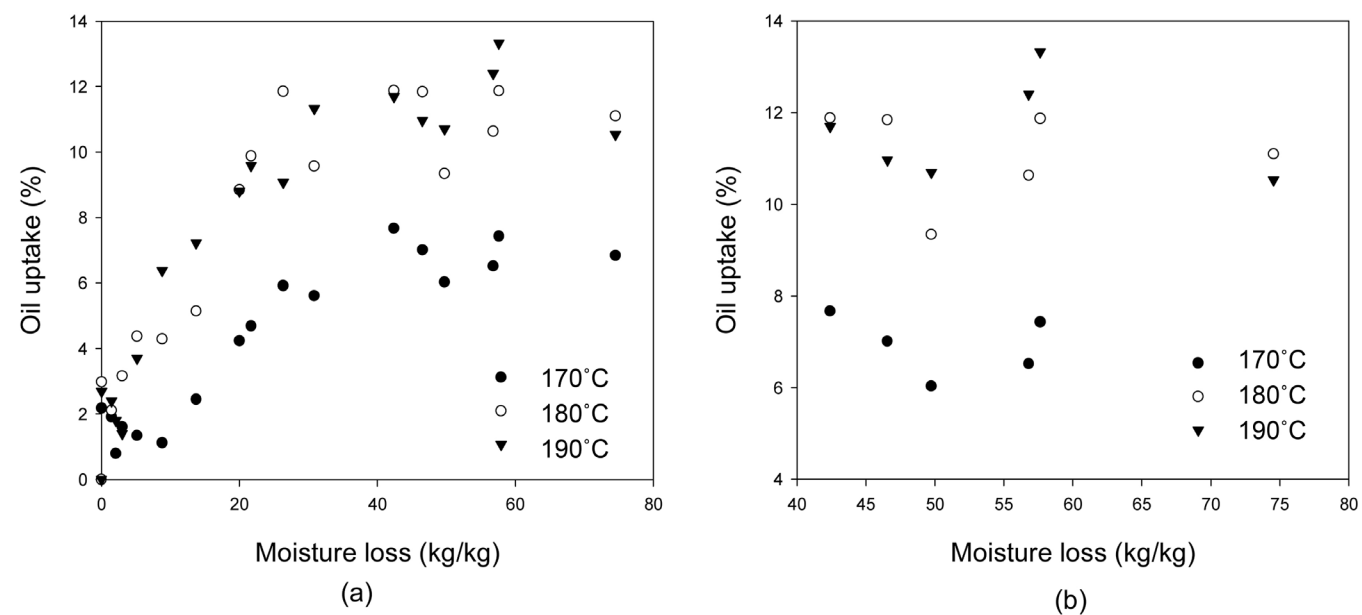 14
12
10
8
6
4
2
0
Oil uptake (%)
170˚C
180˚C
190˚C
0 20 40 60 80
Moisture loss (kg/kg)
(a)
14
12
10
8
6
4
Oil uptake (%)
170˚C
180˚C
190˚C
40 45 50 55 60 65 70 75 80
Moisture loss (kg/kg)
(b)